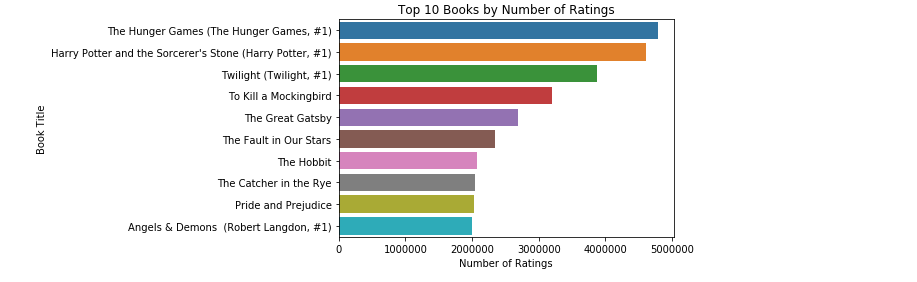 Top 10 Books by Number of Ratings
The Hunger Games (The Hunger Games, #1)
Harry Potter and the Sorcerer's Stone (Harry Potter, #1)
Twilight (Twilight, #1)
To Kill a Mockingbird
The Great Gatsby
The Fault in Our Stars
The Hobbit
The Catcher in the Rye
Pride and Prejudice
Angels & Demons  (Robert Langdon, #1)
Book Title
0 1000000 2000000 3000000 4000000 5000000
Number of Ratings